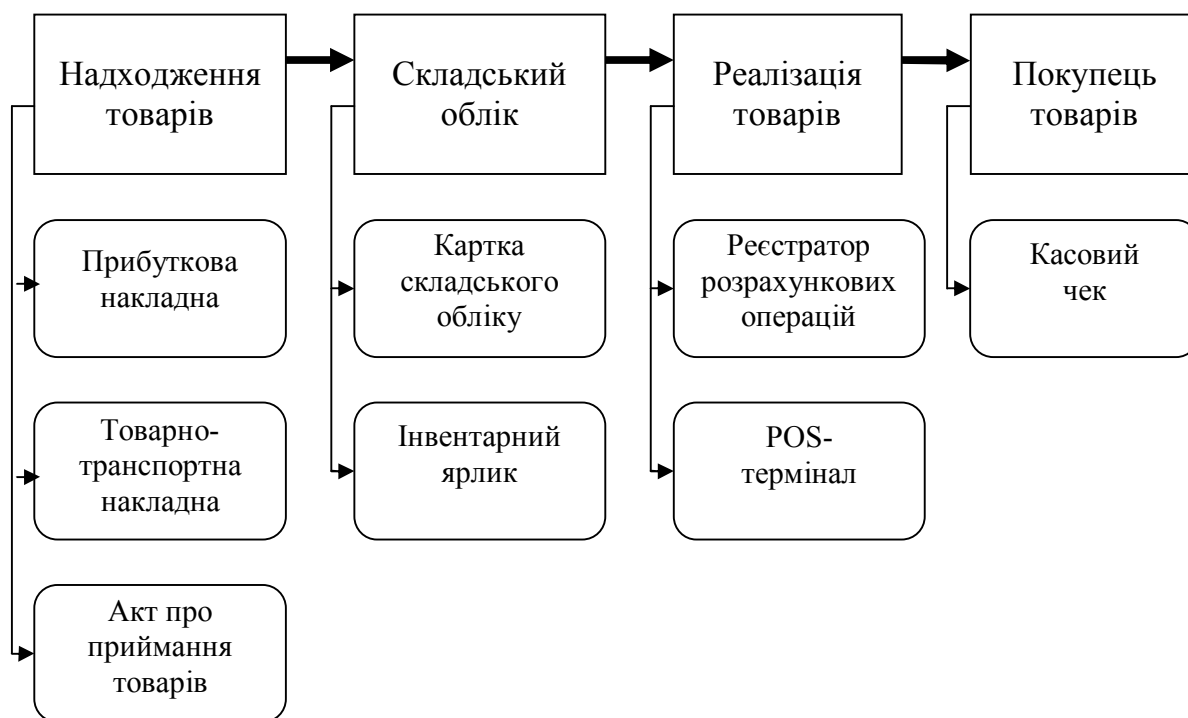 Надходження
товарів
Складський
облік
Реалізація
товарів
Покупець
товарів
Прибуткова
накладна
Картка
складського
обліку
Реєстратор
розрахункових
операцій
Касовий
чек
Товарно-
транспортна
накладна
Інвентарний
ярлик
POS-
термінал
Акт про
приймання
товарів